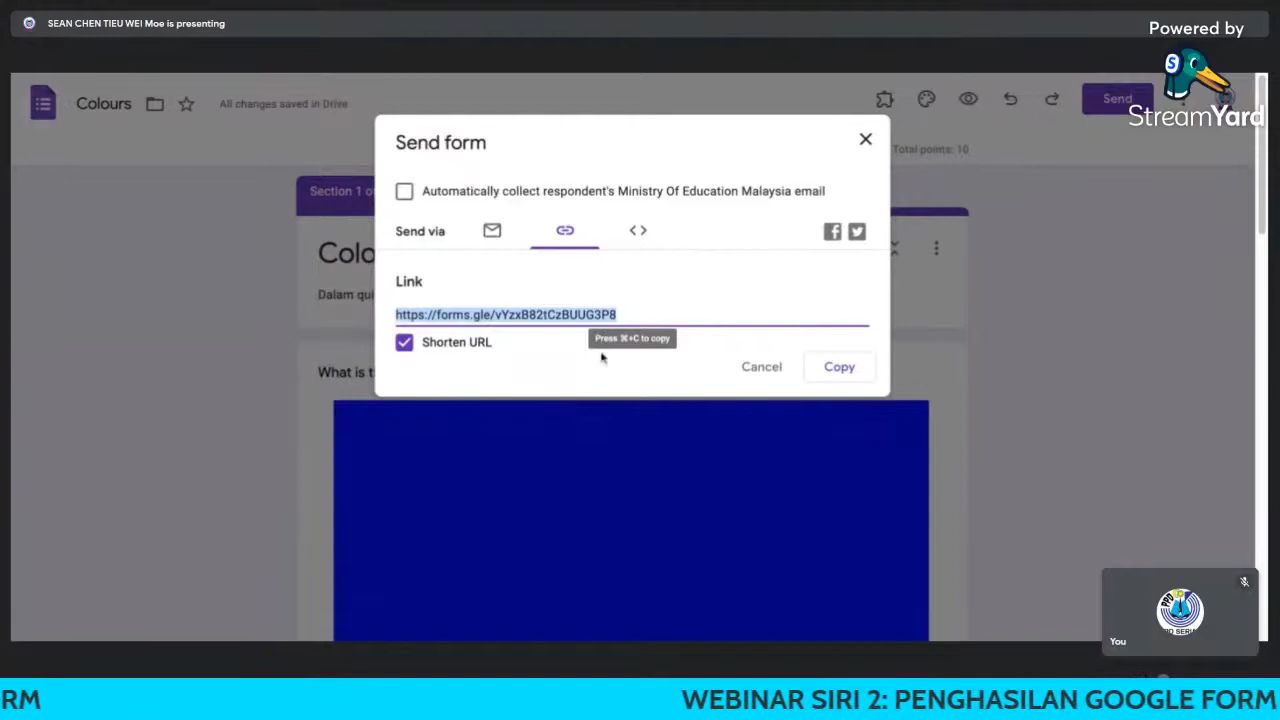 SEAN CHEN TIEU WEI Moe is presenting
Powered by
StreamYard
Colours
All changes saved in Drive
Send
Total points: 10
Send form
Automatically collect respondent's Ministry Of Education Malaysia email
Section 1 o
Send via
Colo
Dalam qui
Link
https://forms.gle/vYzxB82tCzBUUG3P8
Press ⌘+C to copy
Shorten URL
What is t
Cancel
Copy
You
RM
WEBINAR SIRI 2: PENGHASILAN GOOGLE FORM